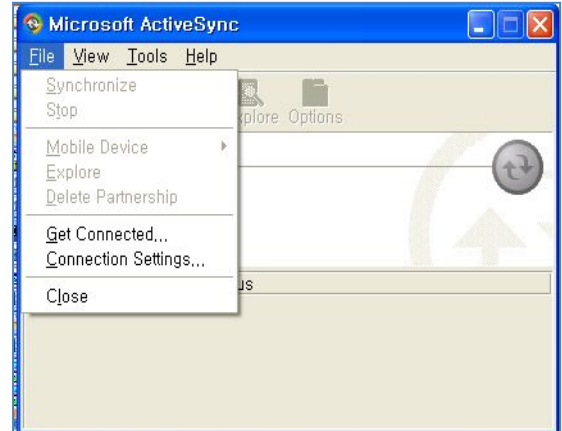 Microsoft ActiveSync
File View Tools Help
Synchronize
Stop
plore Options
Mobile Device
Explore
Delete Partnership
Get Connected...
Connection Settings...
us
Close